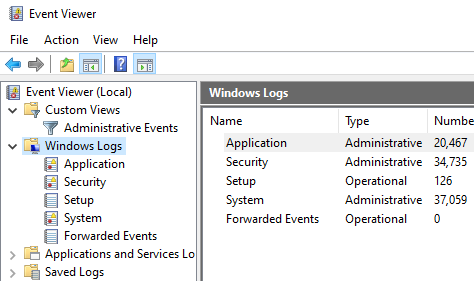 Event Viewer
File Action View Help
Event Viewer (Local)
Custom Views
Administrative Events
Windows Logs
Application
Security
Setup
System
Forwarded Events
Applications and Services Lo
Saved Logs
Windows Logs
Name Type Numbe
Application Administrative 20,467
Security Administrative 34,735
Setup Operational 126
System Administrative 37,059
Forwarded Events Operational 0